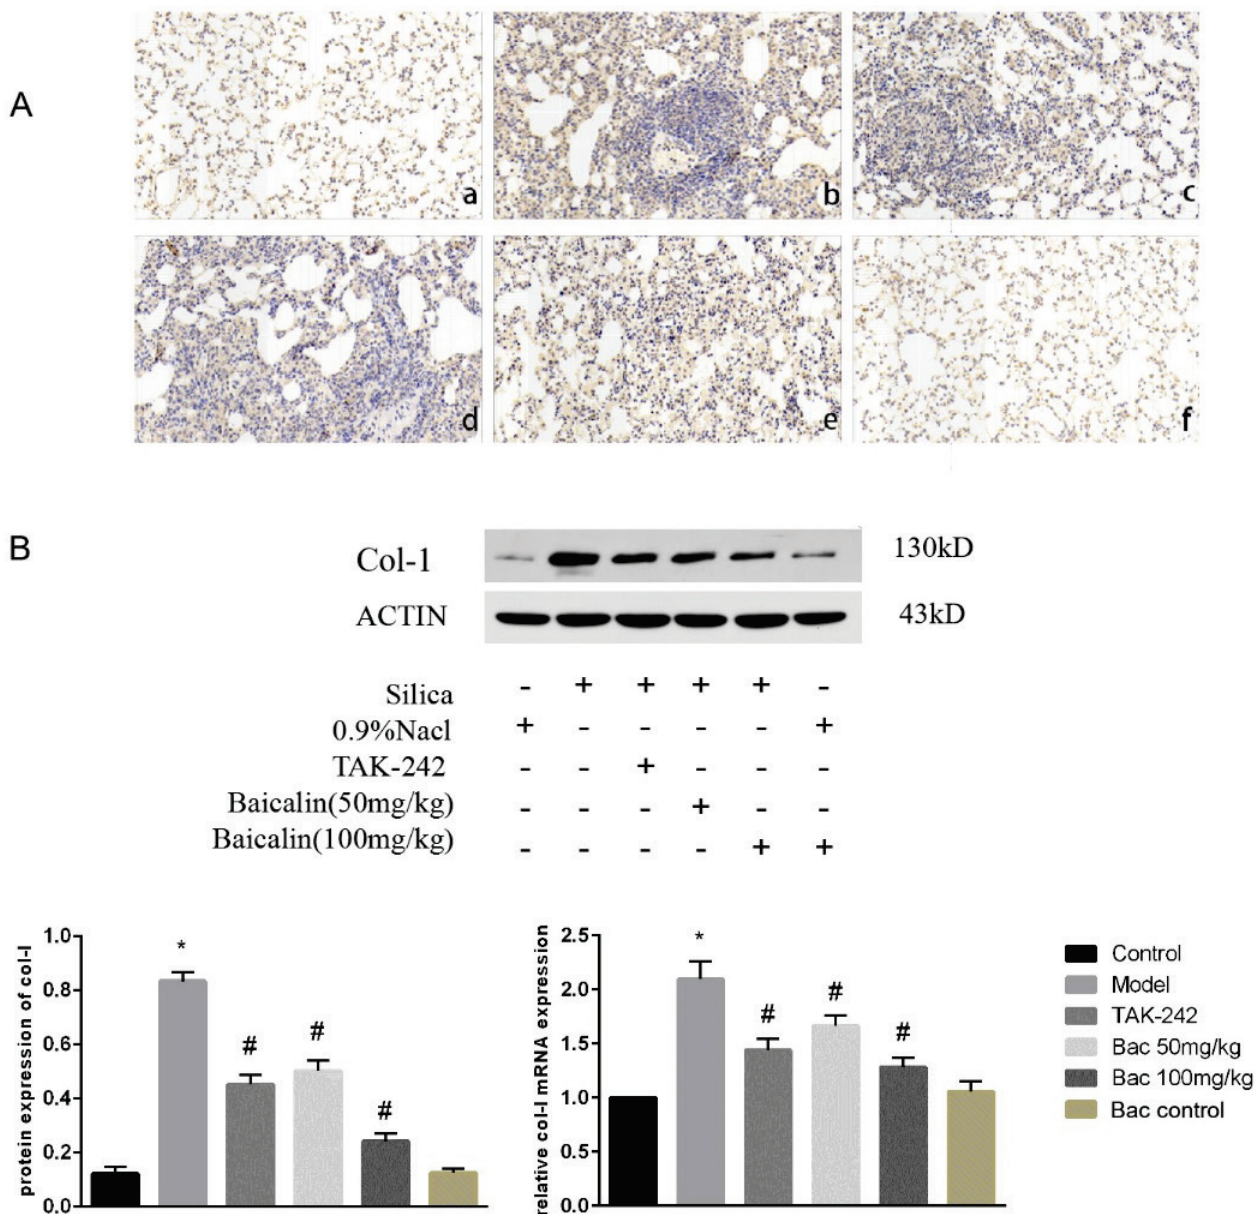 A
a
b
c
d
e
f
B
Col-1 130kD
ACTIN 43kD
Silica - + + + + -
0.9%Nacl + - - - - +
TAK-242 - - + - - -
Baicalin(50mg/kg) - - - + - -
Baicalin(100mg/kg) - - - - + +
protein expression of col-I
1.0
0.8
0.6
0.4
0.2
0.0
*
#
#
#
relative col-I mRNA expression
2.5
2.0
1.5
1.0
0.5
0.0
*
#
#
#
Control
Model
TAK-242
Bac 50mg/kg
Bac 100mg/kg
Bac control